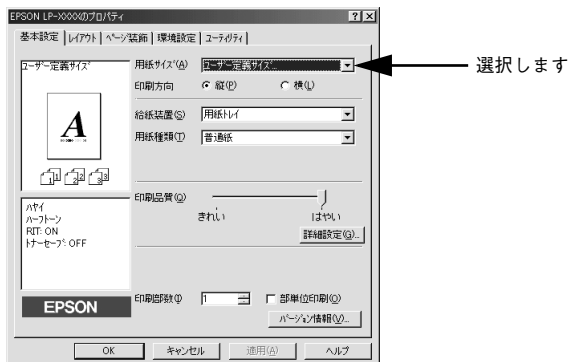 EPSON LP-XXXXのプロパティ
基本設定 レイアウト ページ装飾 環境設定 ユーティリティ
ユーザー定義サイズ
用紙サイズ(A) ユーザー定義サイズ... 選択します
印刷方向 縦(P) 横(L)
A
給紙装置(S) 用紙トレイ
用紙種類(T) 普通紙
1 1 2 2 3 3
印刷品質(Q)
きれい はやい
詳細設定(G)...
ハヤイ
ハーフトーン
RIT: ON
トナーセーブ: OFF
EPSON
印刷部数(I) 1 部単位印刷(O)
バージョン情報(V)...
OK キャンセル 適用(A) ヘルプ